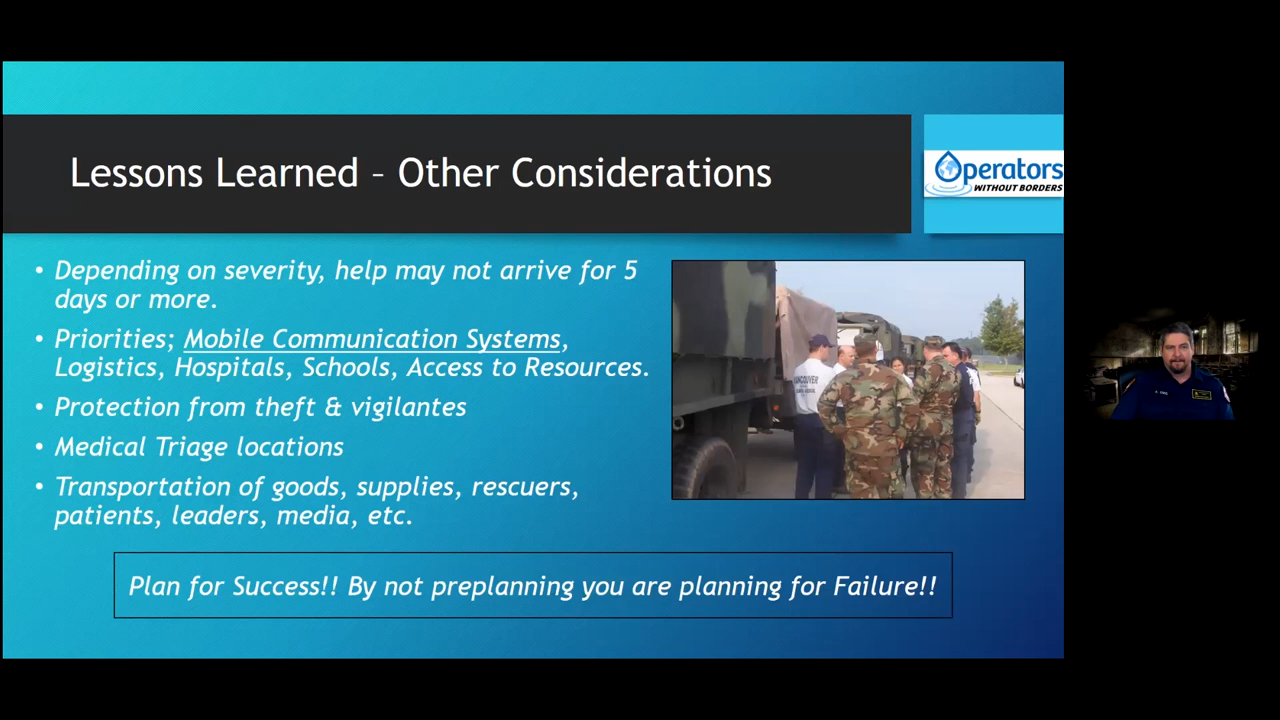 Lessons Learned – Other Considerations
Operators
WITHOUT BORDERS
• Depending on severity, help may not arrive for 5
days or more.
• Priorities; Mobile Communication Systems,
Logistics, Hospitals, Schools, Access to Resources.
• Protection from theft & vigilantes
• Medical Triage locations
• Transportation of goods, supplies, rescuers,
patients, leaders, media, etc.
VANCOUVER
Plan for Success!! By not preplanning you are planning for Failure!!